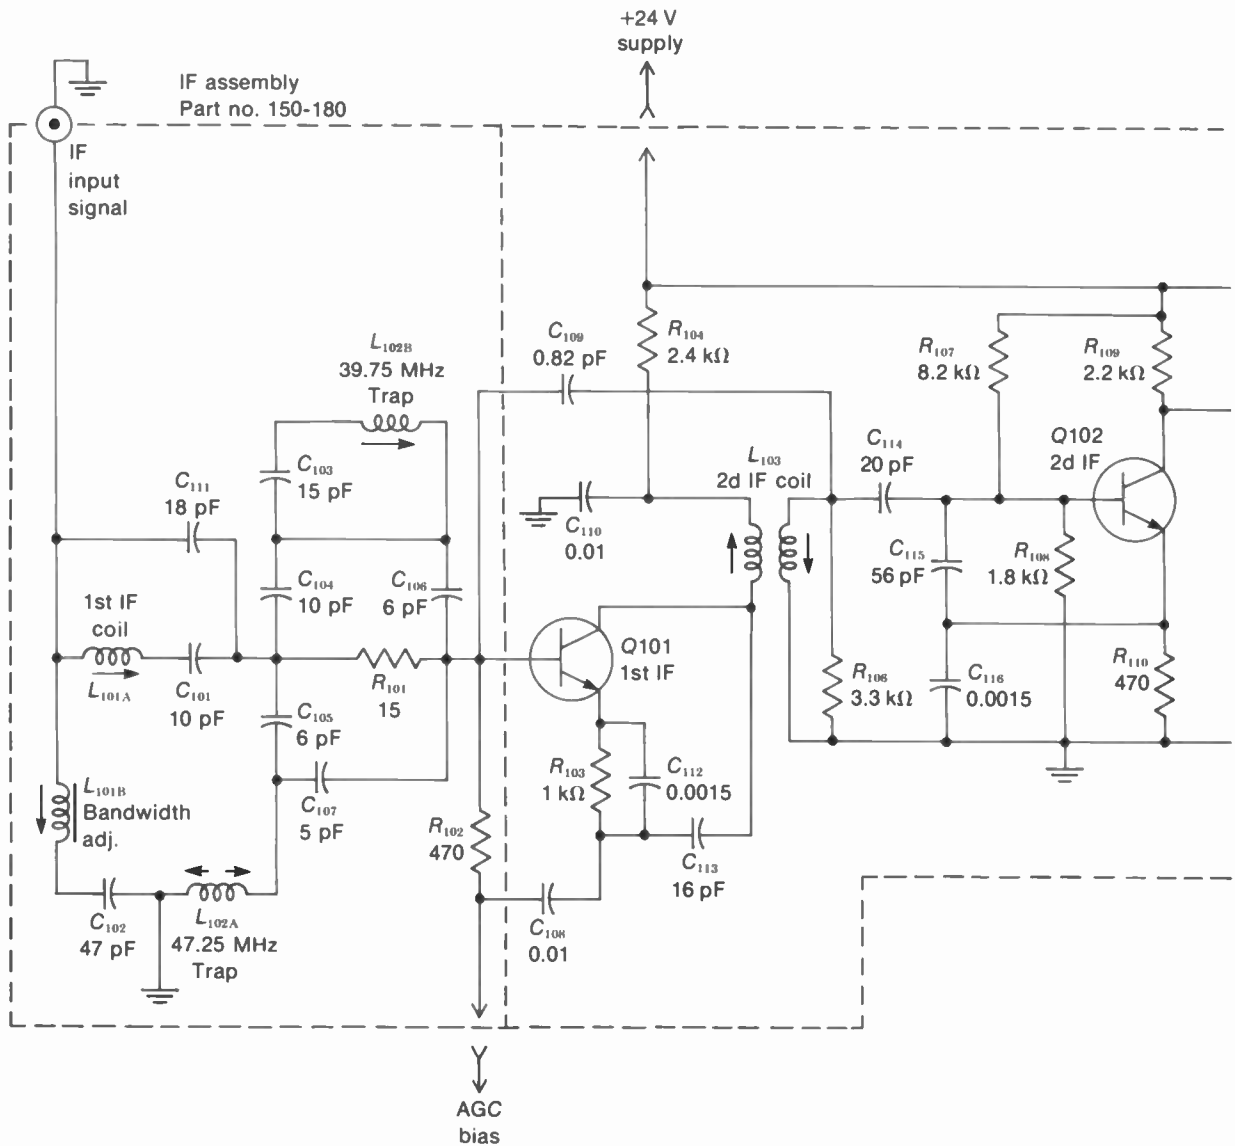 +24 V
supply
IF assembly
Part no. 150-180
IF
input
signal
L102B
39.75 MHz
Trap
C109
0.82 pF
R104
2.4 kΩ
R107
8.2 kΩ
R109
2.2 kΩ
C111
18 pF
C103
15 pF
L103
2d IF coil
C114
20 pF
Q102
2d IF
C110
0.01
C104
10 pF
C106
6 pF
C115
56 pF
R108
1.8 kΩ
1st IF
coil
L101A
C101
10 pF
R101
15
Q101
1st IF
R106
3.3 kΩ
C116
0.0015
R110
470
C105
6 pF
C107
5 pF
R103
1 kΩ
C112
0.0015
L101B
Bandwidth
adj.
R102
470
C113
16 pF
C102
47 pF
L102A
47.25 MHz
Trap
C108
0.01
AGC
bias